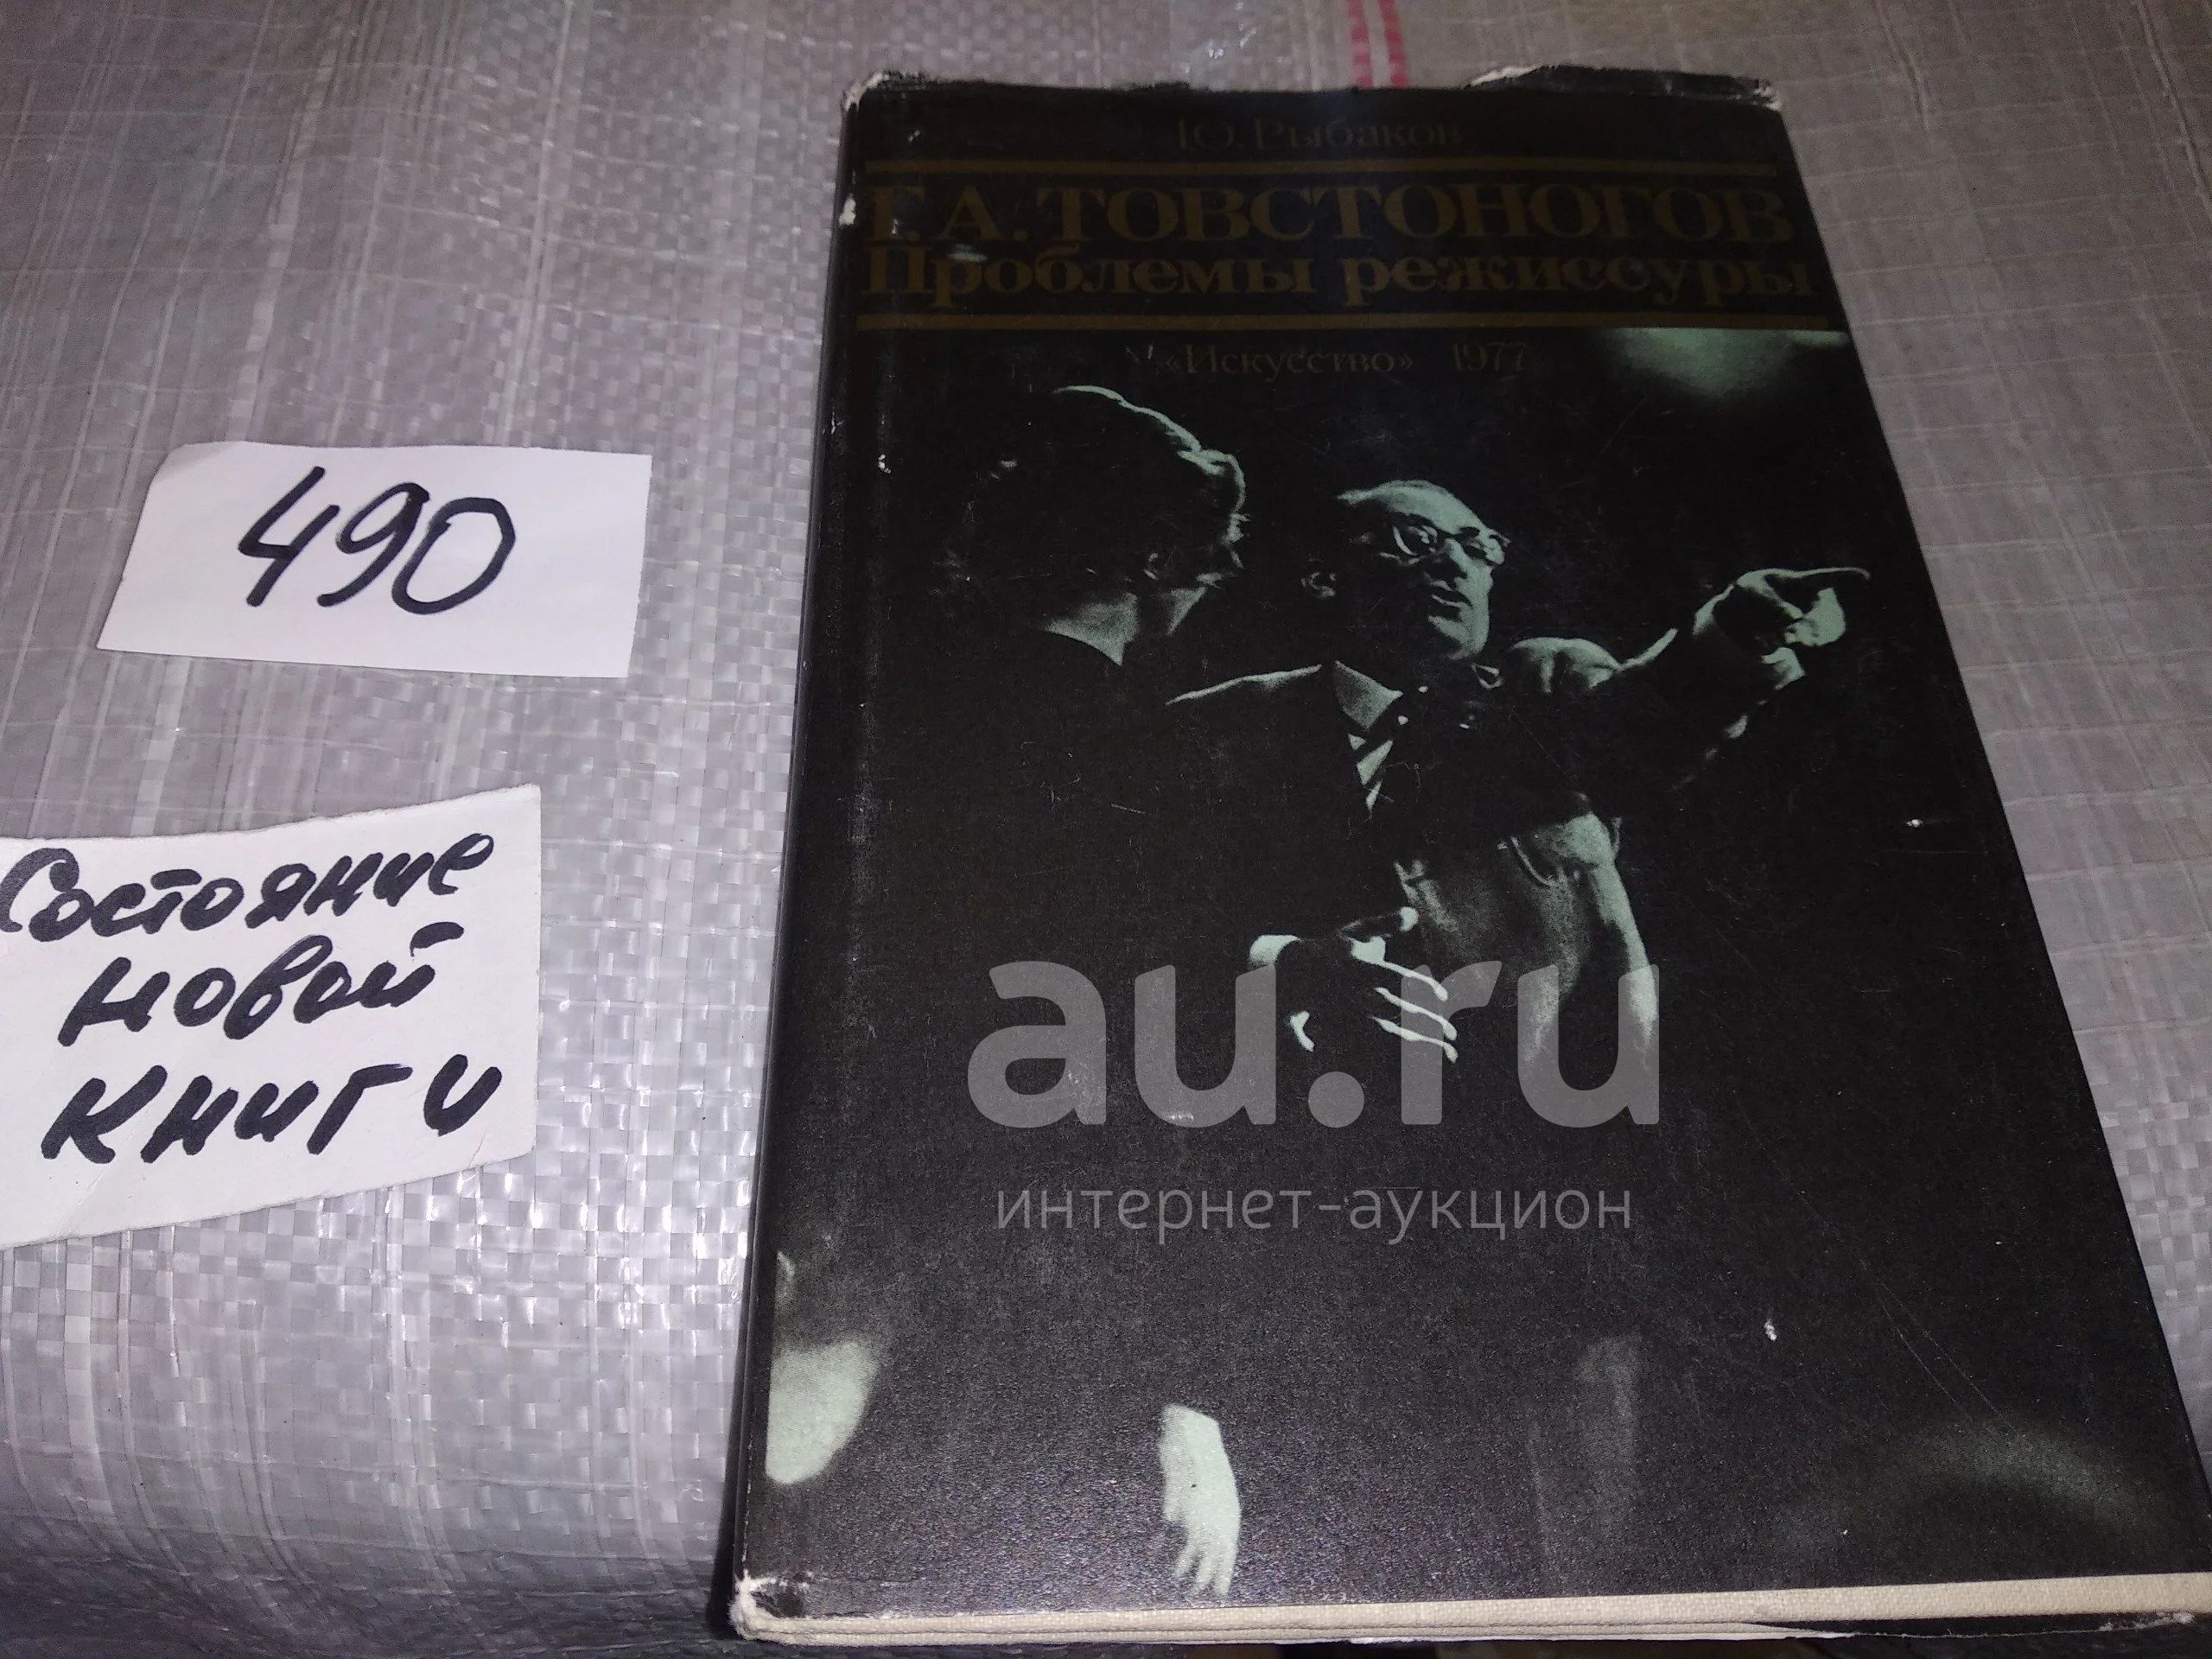 Ю. Рыбаков
Г.А. ТОВСТОНОГОВ
Проблемы режиссуры
«Искусство» 1977
490
Состояние
новой
книги
au.ru
интернет-аукцион